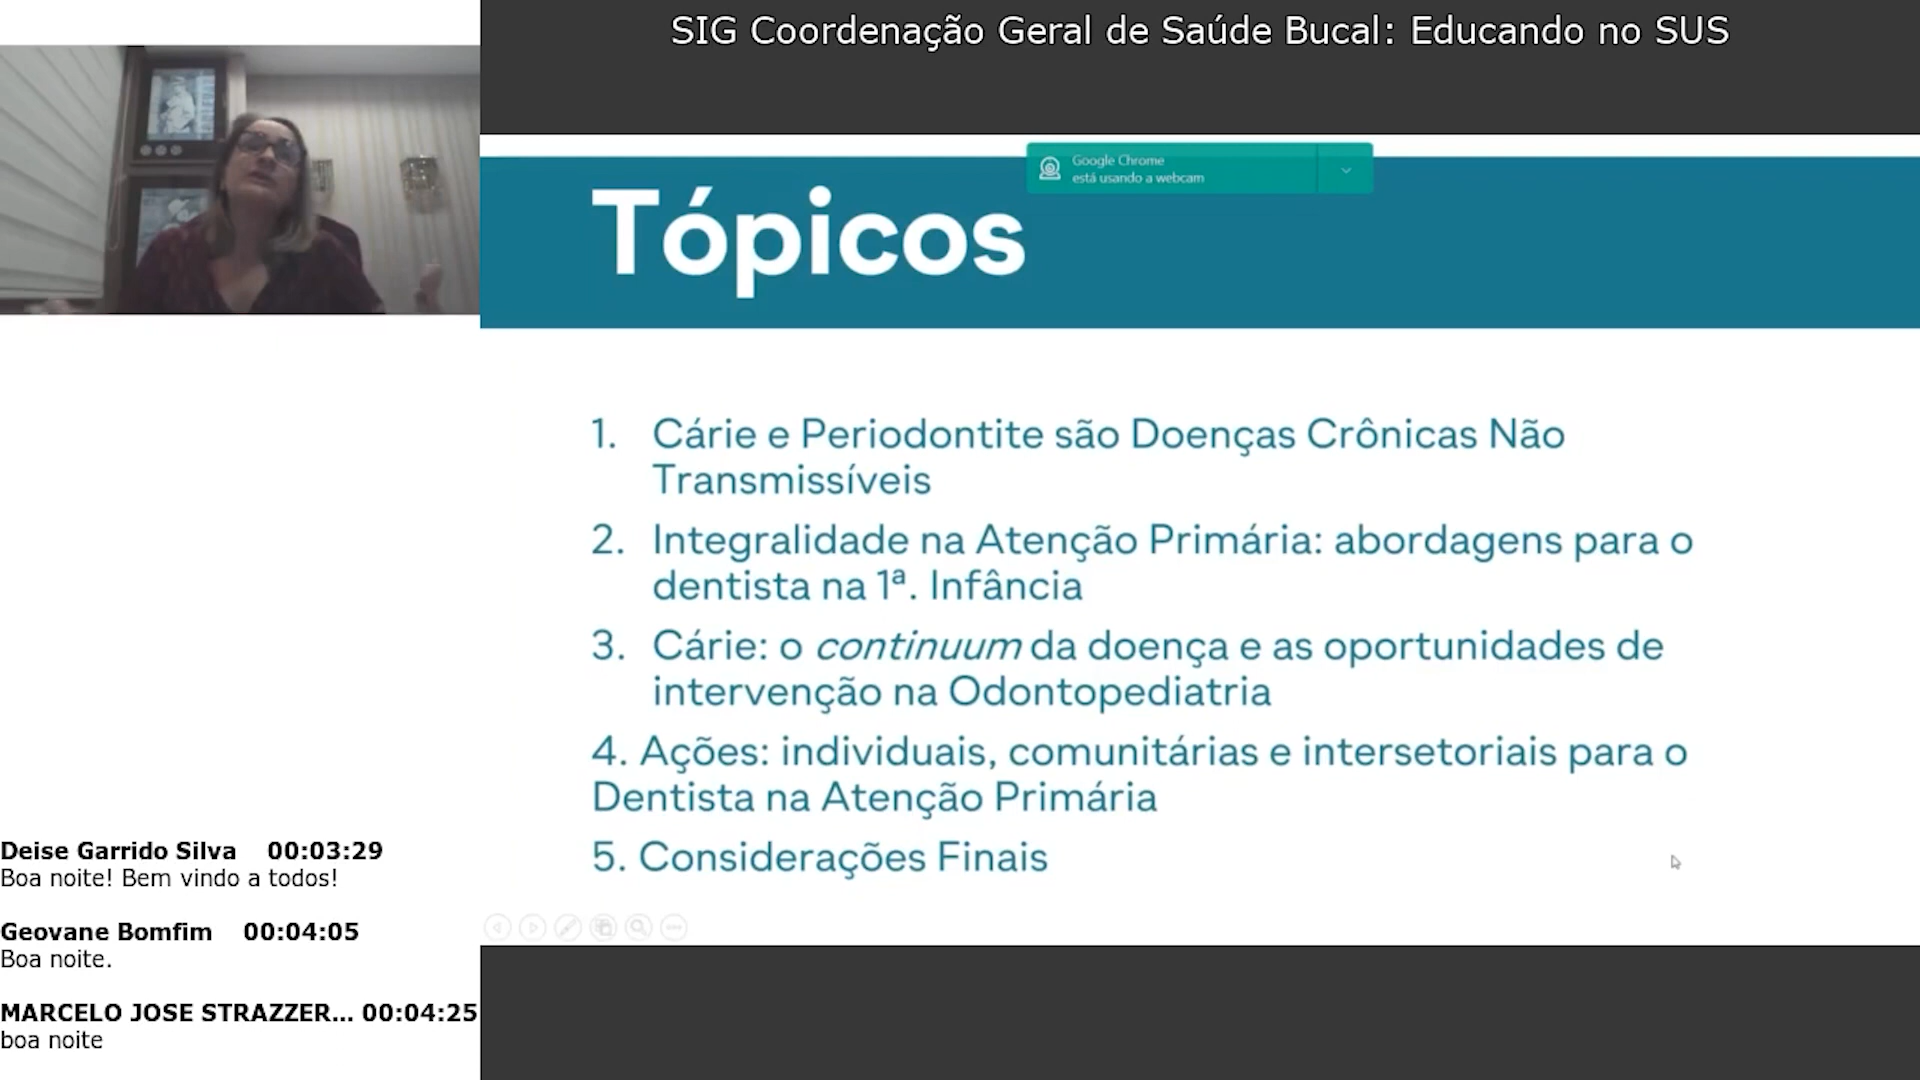 SIG Coordenação Geral de Saúde Bucal: Educando no SUS
Google Chrome
está usando a webcam
Tópicos
1. Cárie e Periodontite são Doenças Crônicas Não
Transmissíveis
2. Integralidade na Atenção Primária: abordagens para o
dentista na 1ª. Infância
3. Cárie: o continuum da doença e as oportunidades de
intervenção na Odontopediatria
4. Ações: individuais, comunitárias e intersetoriais para o
Dentista na Atenção Primária
5. Considerações Finais
Deise Garrido Silva 00:03:29
Boa noite! Bem vindo a todos!
Geovane Bomfim 00:04:05
Boa noite.
MARCELO JOSE STRAZZER... 00:04:25
boa noite